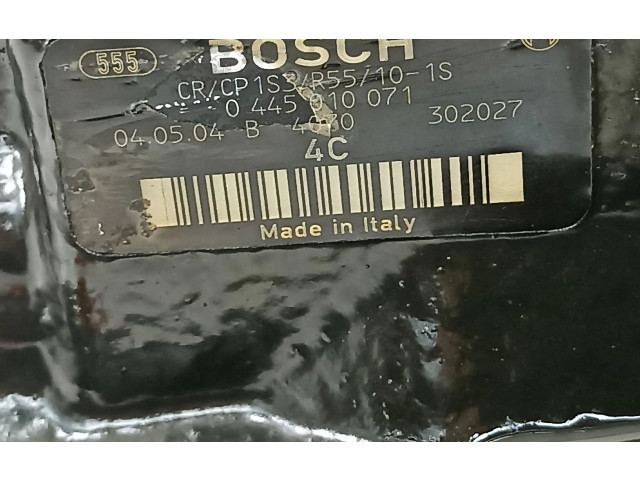 555 BOSCH
CR/CP1S3/R55/10-1S
0 445 010 071
04.05.04 B 302027
4C
Made in Italy